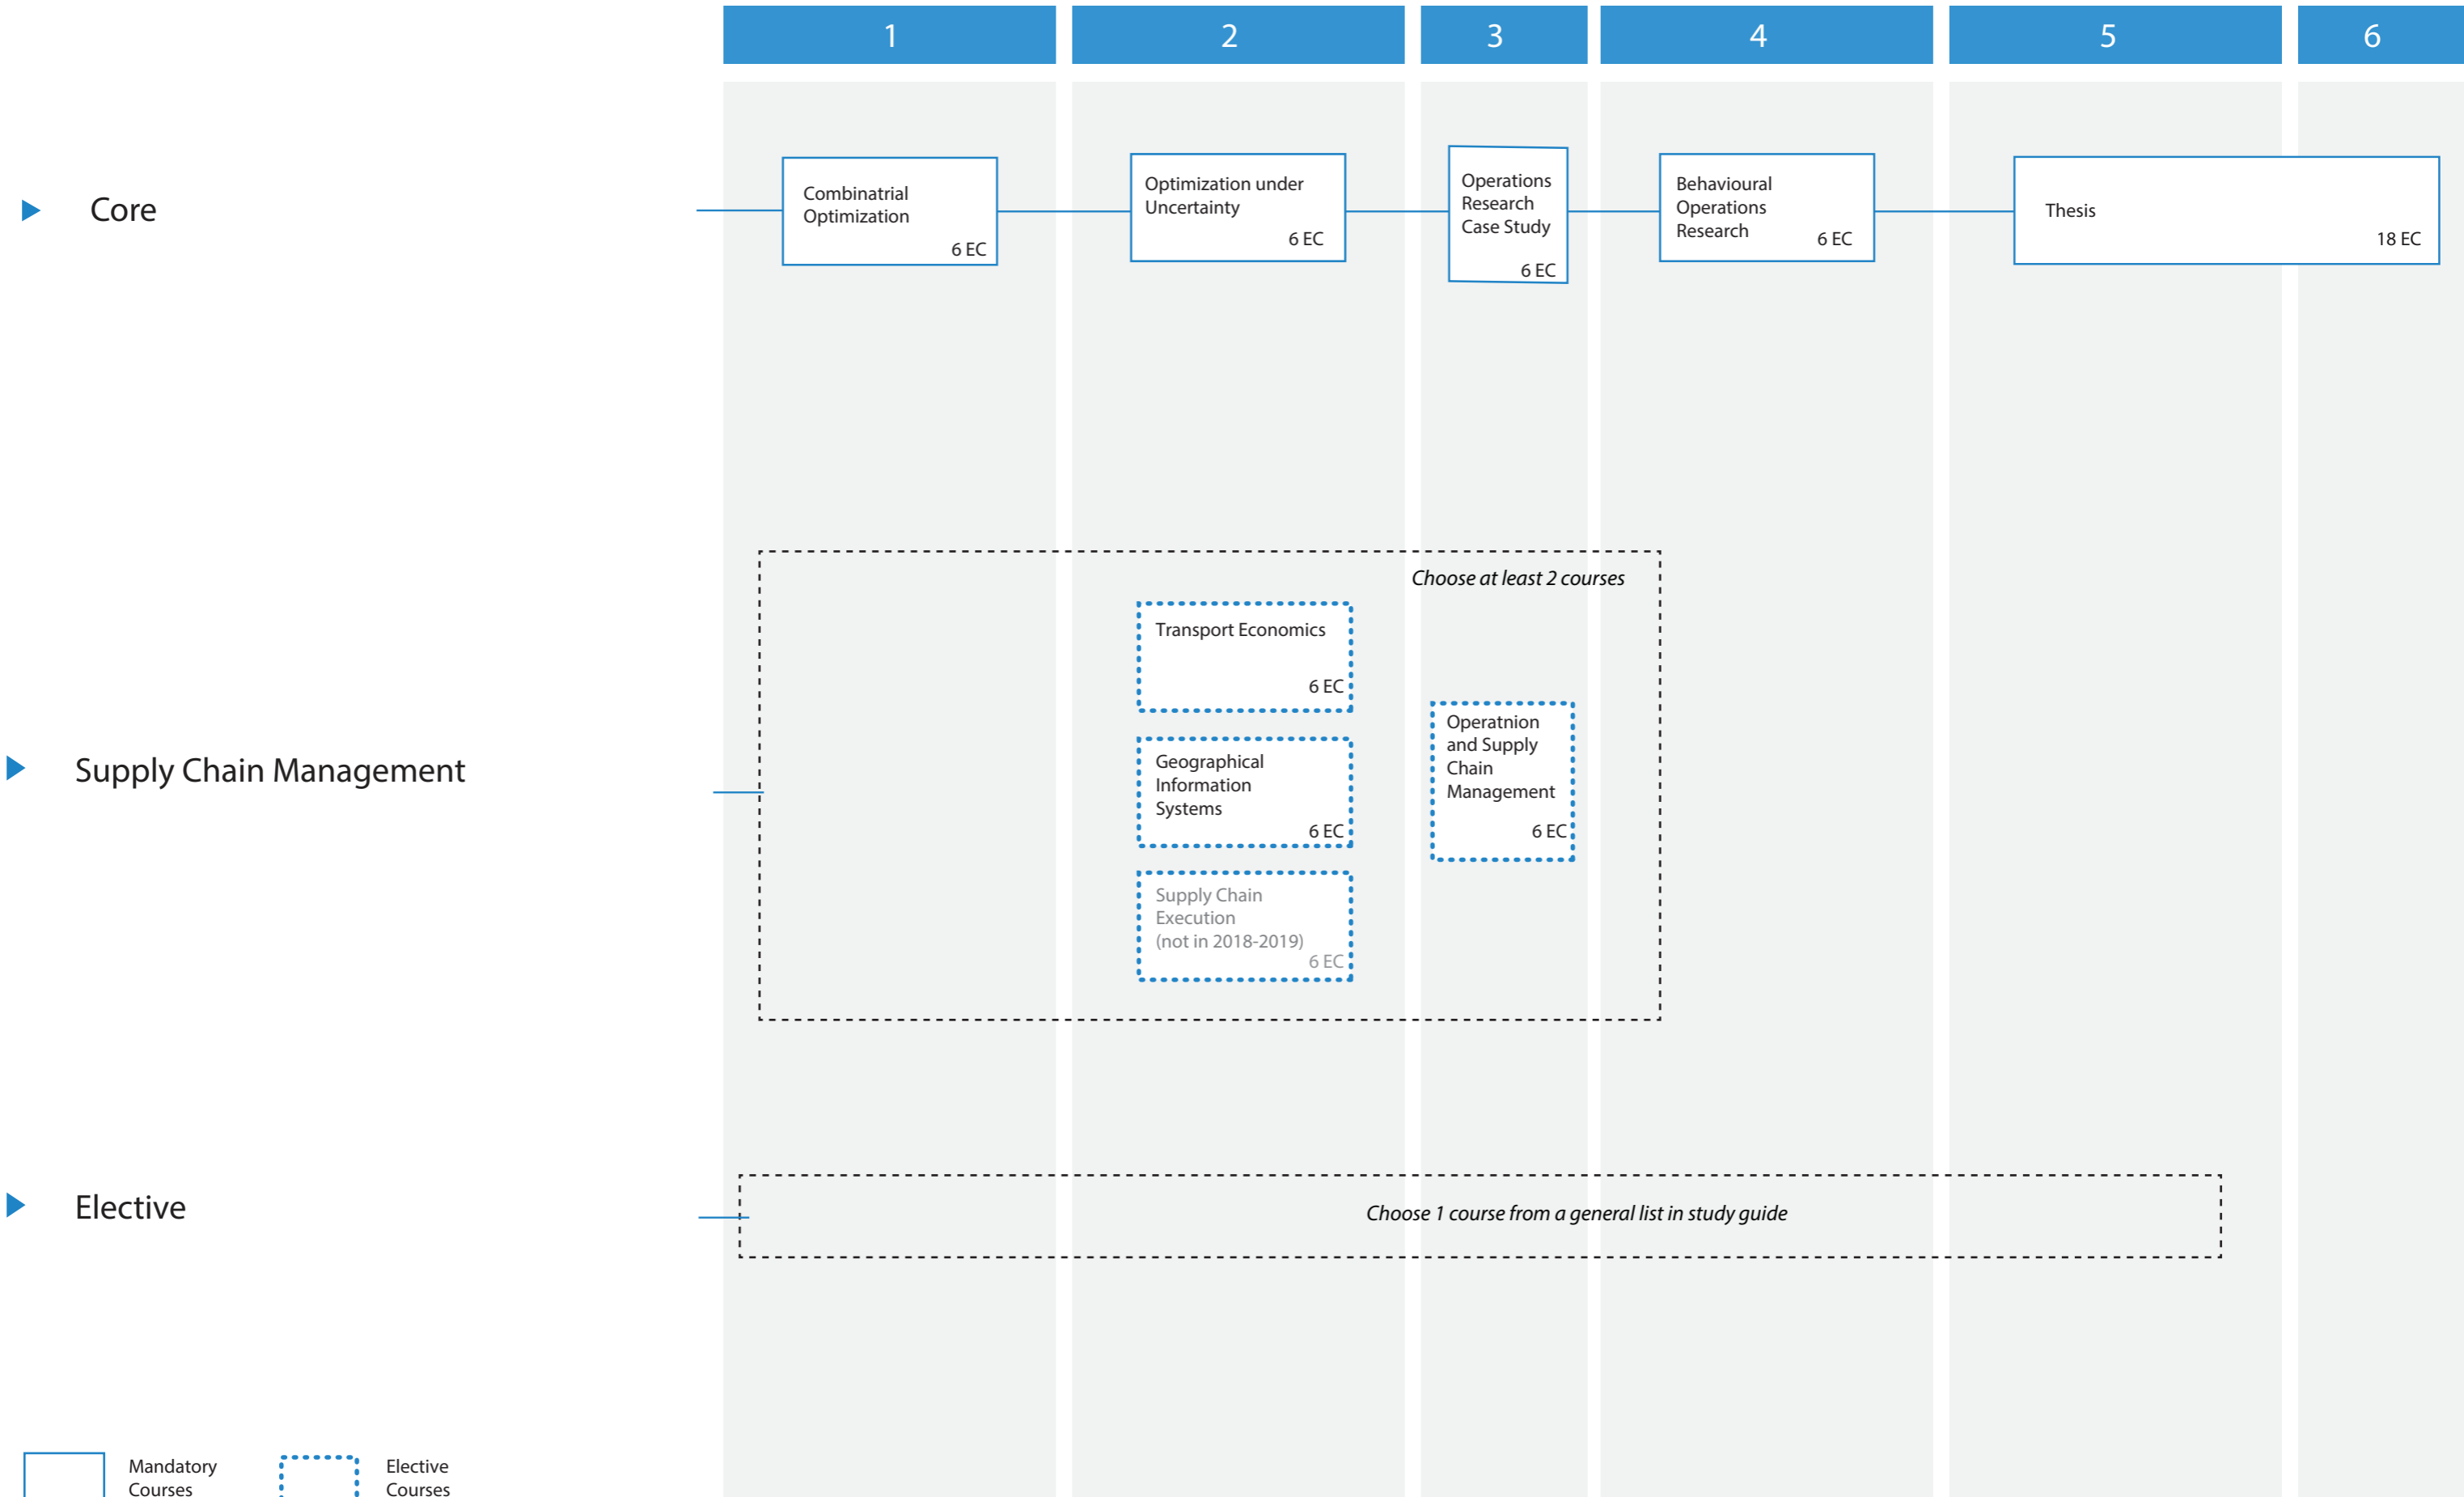 1 2 3 4 5 6
Core
Combinatrial
Optimization
6 EC
Optimization under
Uncertainty
6 EC
Operations
Research
Case Study
6 EC
Behavioural
Operations
Research
6 EC
Thesis
18 EC
Supply Chain Management
Choose at least 2 courses
Transport Economics
6 EC
Geographical
Information
Systems
6 EC
Supply Chain
Execution
(not in 2018-2019)
6 EC
Operatnion
and Supply
Chain
Management
6 EC
Elective
Choose 1 course from a general list in study guide
Mandatory
Courses
Elective
Courses